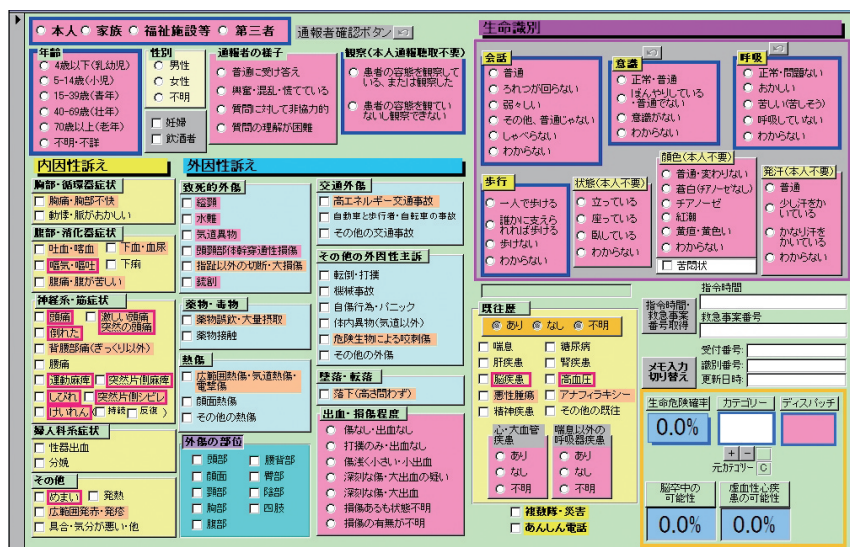 本人 家族 福祉施設等 第三者 通報者確認ボタン
年齢
4歳以下(乳幼児)
5-14歳(小児)
15-39歳(青年)
40-69歳(壮年)
70歳以上(老年)
不明・不詳
性別
男性
女性
不明
妊婦
飲酒者
通報者の様子
普通に受け答え
興奮・混乱・慌てている
質問に対して非協力的
質問の理解が困難
観察(本人通報聴取不要)
患者の容態を観察して
いる、または観察した
患者の容態を観てい
ないし観察できない
生命識別
会話
普通
ろれつが回らない
弱々しい
その他、普通じゃない
しゃべらない
わからない
意識
正常・普通
ぼんやりしている
・普通でない
意識がない
わからない
呼吸
正常・問題ない
おかしい
苦しい(苦しそう)
呼吸していない
わからない
歩行
一人で歩ける
誰かに支えら
れれば歩ける
歩けない
わからない
状態(本人不要)
立っている
座っている
臥している
わからない
顔色(本人不要)
普通・変わりない
蒼白(チアノーゼなし)
チアノーゼ
紅潮
黄疸・黄色い
わからない
苦悶状
発汗(本人不要)
普通
少し汗をか
いている
かなり汗を
かいている
わからない
内因性訴え
胸部・循環器症状
胸痛・胸部不快
動悸・脈がおかしい
腹部・消化器症状
吐血・喀血 下血・血尿
嘔気・嘔吐 下痢
腹痛・腹が苦しい
神経系・筋症状
頭痛 激しい頭痛
突然の頭痛
倒れた
背腰部痛(ぎっくり以外)
腰痛
運動麻痺 突然片側麻痺
しびれ 突然片側シビレ
けいれん( 持続 反復 )
婦人科系症状
性器出血
分娩
その他
めまい 発熱
広範囲発赤・発疹
具合・気分が悪い・他
外因性訴え
致死的外傷
縊頸
水難
気道異物
頭頸部体幹穿通性損傷
指趾以外の切断・大損傷
銃創
薬物・毒物
薬物誤飲・大量摂取
薬物接触
熱傷
広範囲熱傷・気道熱傷・
電撃傷
顔面熱傷
その他の熱傷
外傷の部位
頭部 腰背部
顔面 臀部
頸部 陰部
胸部 四肢
腹部
交通外傷
高エネルギー交通事故
自動車と歩行者・自転車の事故
その他の交通事故
その他の外因性主訴
転倒・打撲
機械事故
自傷行為・パニック
体内異物(気道以外)
危険生物による咬刺傷
その他の外傷
墜落・転落
落下(高さ問わず)
出血・損傷程度
傷なし・出血なし
打撲のみ・出血なし
傷浅く小さい・小出血
深刻な傷・大出血の疑い
深刻な傷・大出血
損傷あるも状態不明
損傷の有無が不明
既往歴
あり なし 不明
喘息 糖尿病
肝疾患 腎疾患
脳疾患 高血圧
悪性腫瘍 アナフィラキシー
精神疾患 その他の既往
心・大血管
疾患
あり
なし
不明
喘息以外の
呼吸器疾患
あり
なし
不明
複数隊・災害
あんしん電話
指令時間・
救急事案
番号取得
指令時間
救急事案番号
メモ入力
切り替え
受付番号:
識別番号:
更新日時:
生命危険確率 カテゴリー ディスパッチ
0.0%
+ -
元カテゴリー C
脳卒中の
可能性
0.0%
虚血性心疾
患の可能性
0.0%